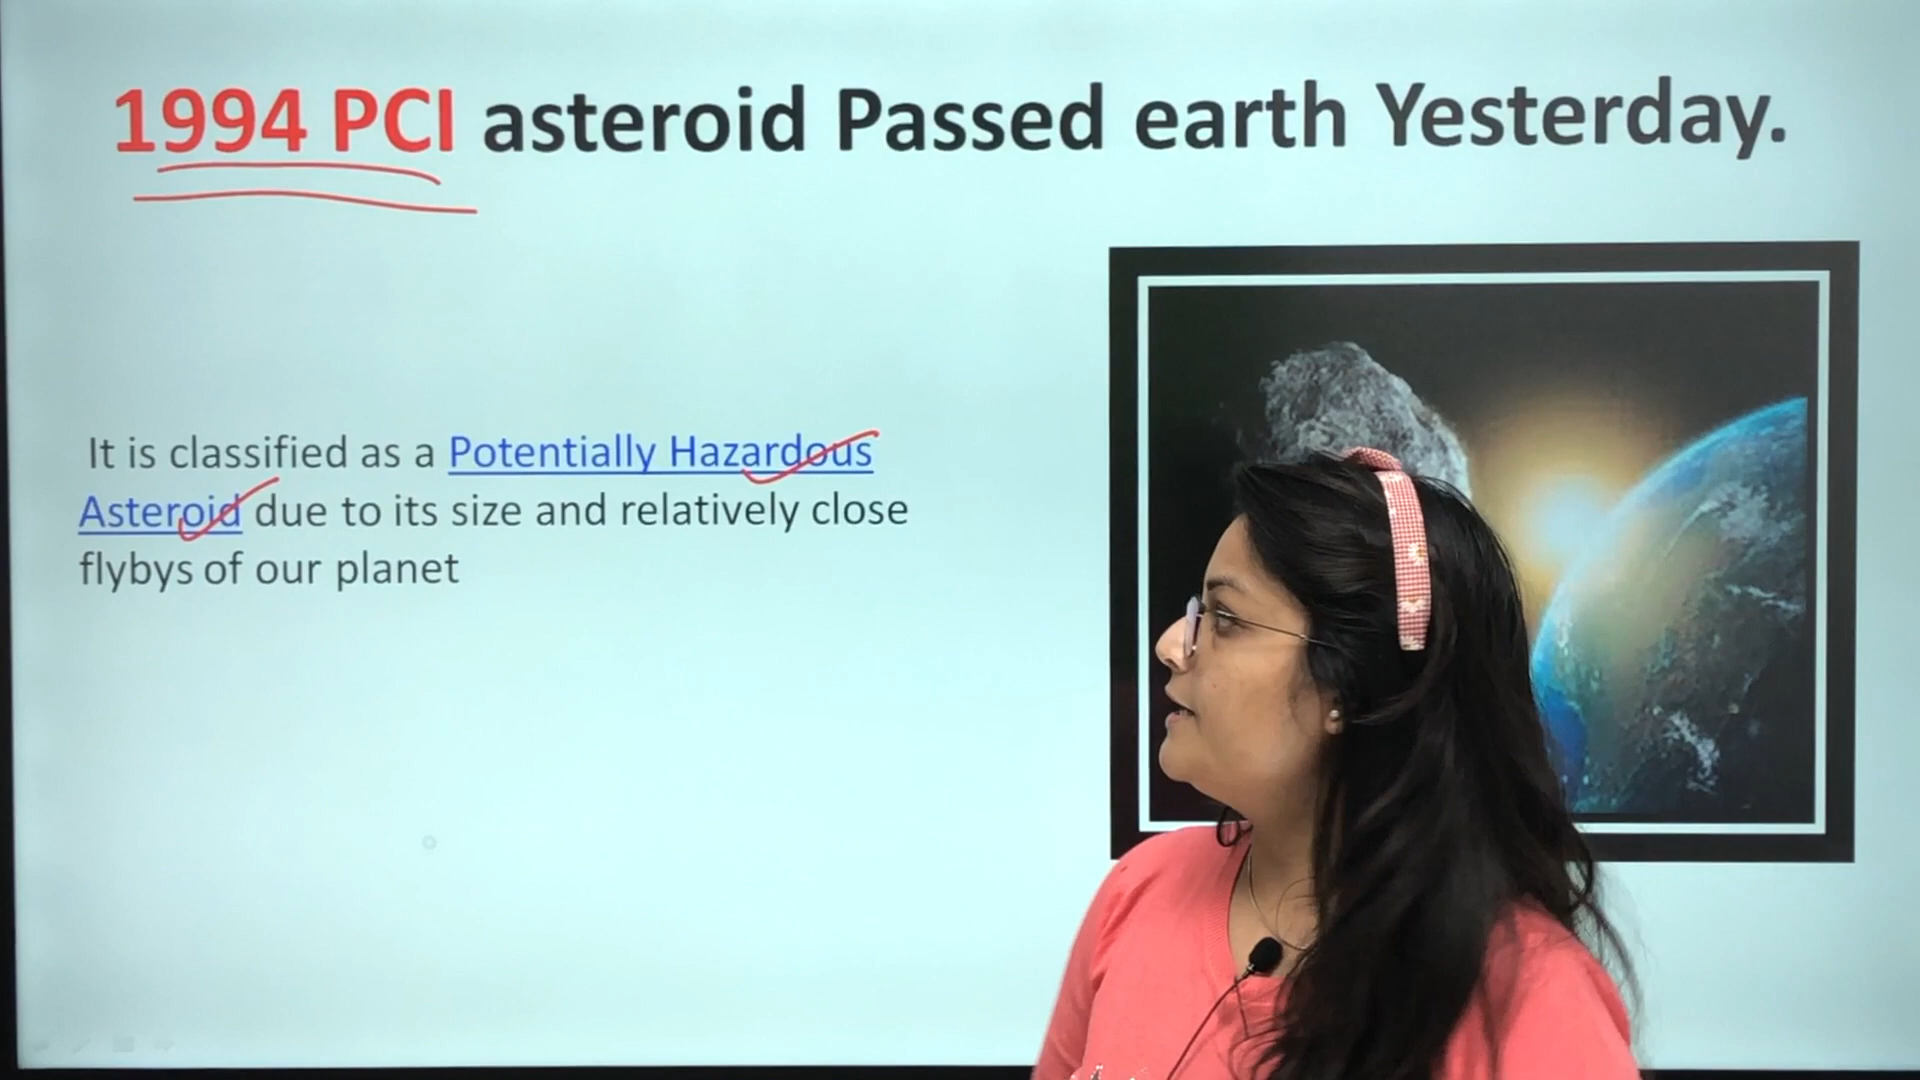 1994 PCI asteroid Passed earth Yesterday.
It is classified as a Potentially Hazardous
Asteroid due to its size and relatively close
flybys of our planet